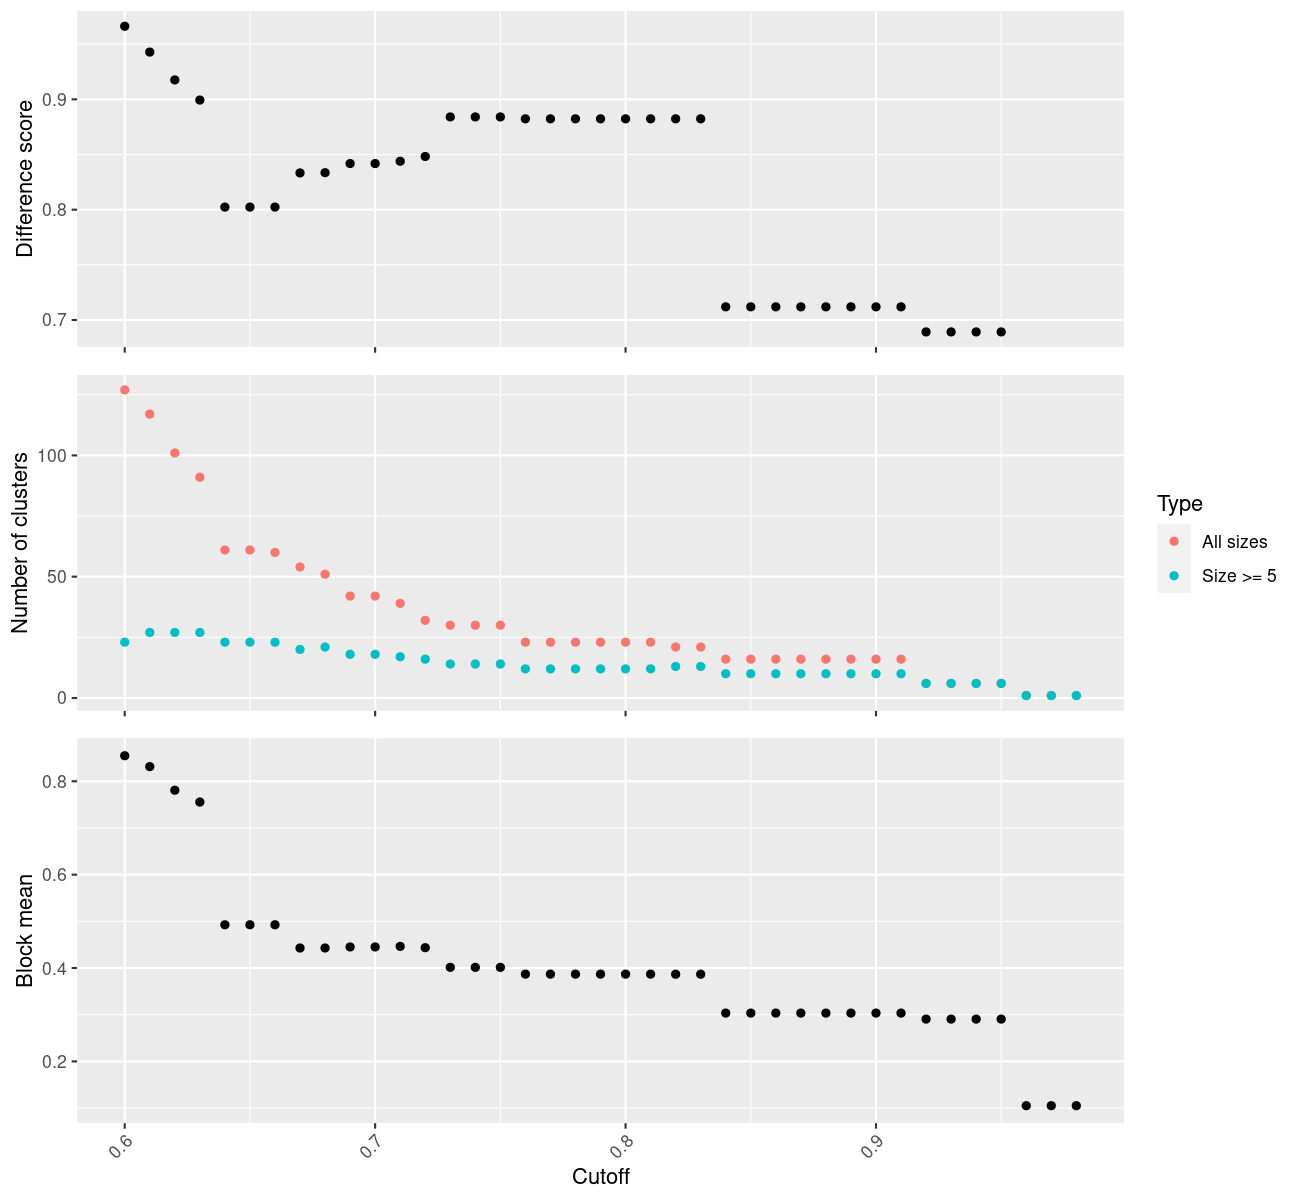 Difference score
0.9
0.8
0.7
Number of clusters
100
50
0
Type
All sizes
Size >= 5
Block mean
0.8
0.6
0.4
0.2
0.6
0.7
0.8
0.9
Cutoff